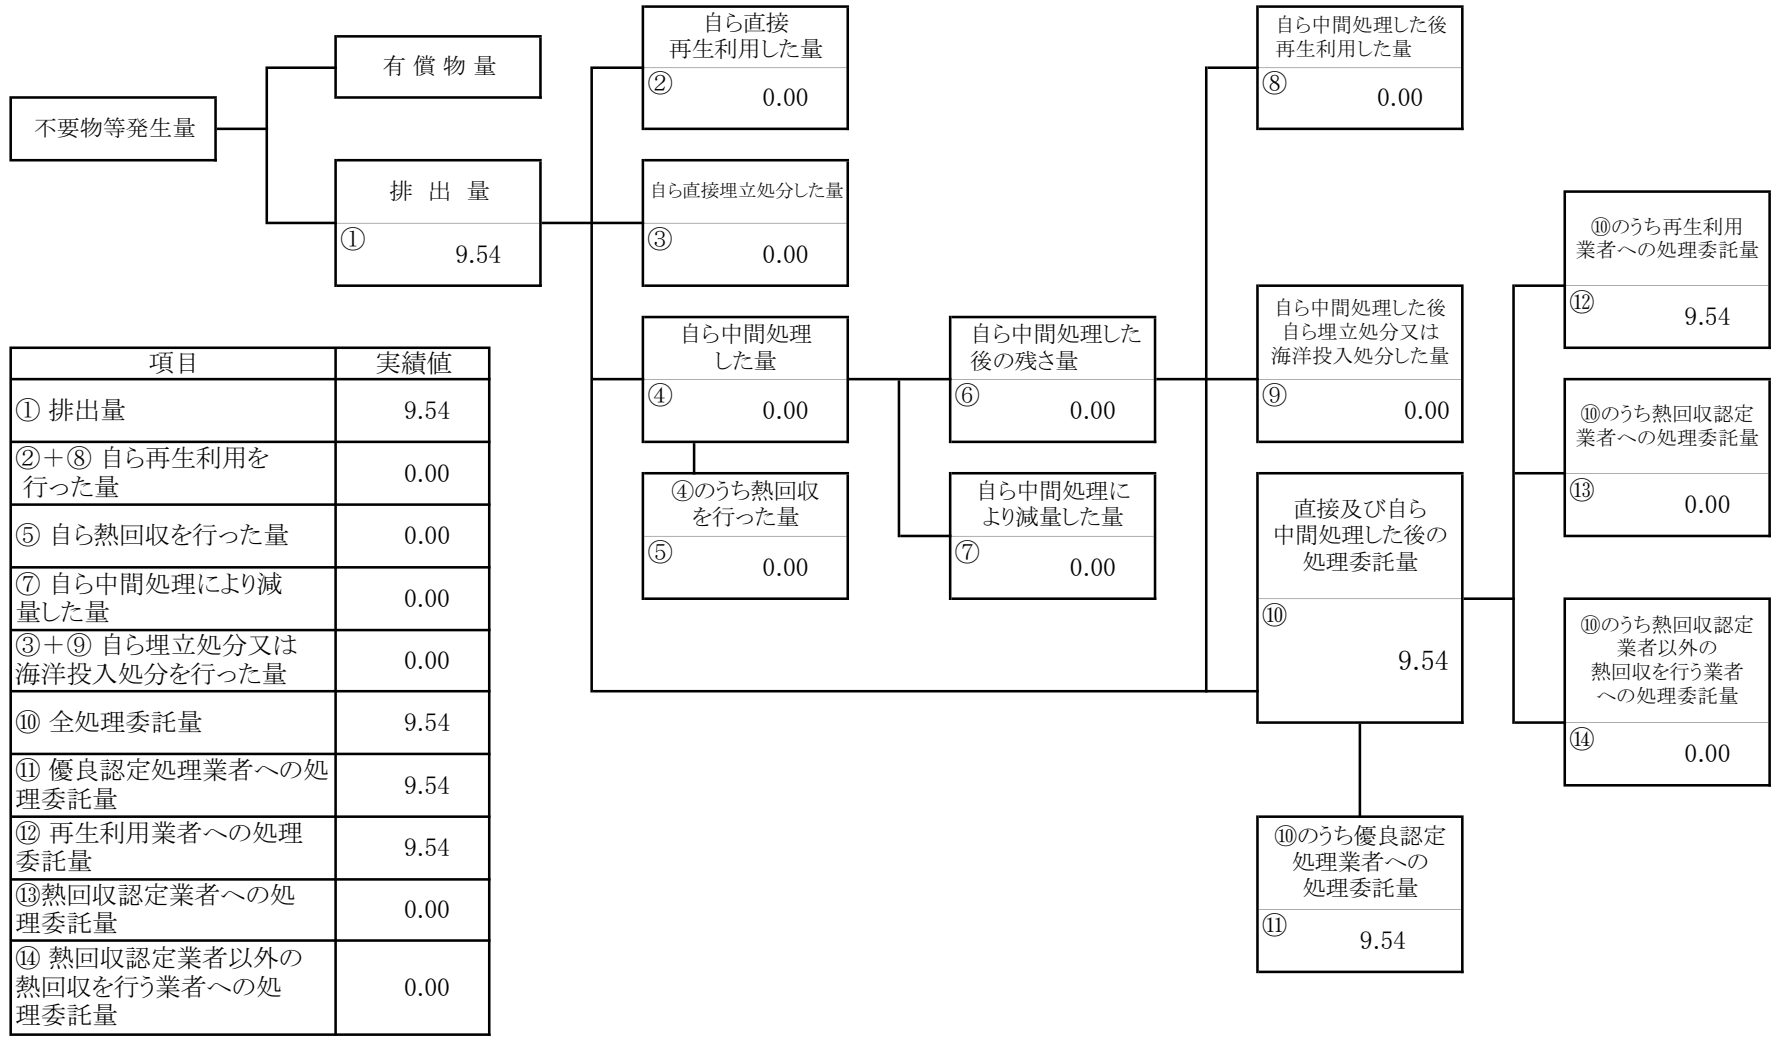 不要物等発生量
有 償 物 量
排 出 量
①
9.54
自ら直接
再生利用した量
②
0.00
自ら直接埋立処分した量
③
0.00
自ら中間処理
した量
④
0.00
④のうち熱回収
を行った量
⑤
0.00
自ら中間処理した
後の残さ量
⑥
0.00
自ら中間処理に
より減量した量
⑦
0.00
自ら中間処理した後
再生利用した量
⑧
0.00
自ら中間処理した後
自ら埋立処分又は
海洋投入処分した量
⑨
0.00
直接及び自ら
中間処理した後の
処理委託量
⑩
9.54
⑩のうち優良認定
処理業者への
処理委託量
⑪
9.54
⑩のうち再生利用
業者への処理委託量
⑫
9.54
⑩のうち熱回収認定
業者への処理委託量
⑬
0.00
⑩のうち熱回収認定
業者以外の
熱回収を行う業者
への処理委託量
⑭
0.00
項目 実績値
① 排出量 9.54
②＋⑧ 自ら再生利用を
行った量 0.00
⑤ 自ら熱回収を行った量 0.00
⑦ 自ら中間処理により減
量した量 0.00
③＋⑨ 自ら埋立処分又は
海洋投入処分を行った量 0.00
⑩ 全処理委託量 9.54
⑪ 優良認定処理業者への処
理委託量 9.54
⑫ 再生利用業者への処理
委託量 9.54
⑬熱回収認定業者への処
理委託量 0.00
⑭ 熱回収認定業者以外の
熱回収を行う業者への処
理委託量 0.00